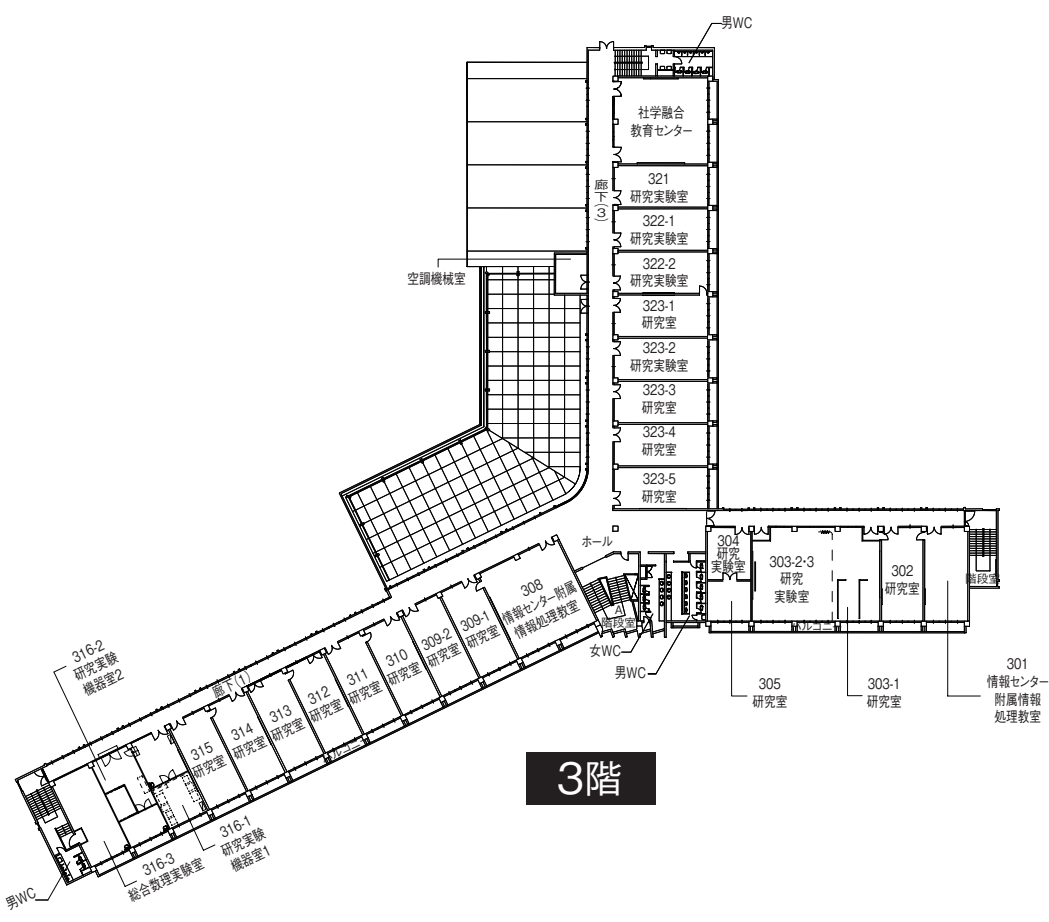 男WC
社学融合
教育センター
321
研究実験室
廊下(3)
322-1
研究実験室
322-2
研究実験室
空調機械室
323-1
研究室
323-2
研究実験室
323-3
研究室
323-4
研究室
323-5
研究室
ホール
304
研究
実験室
303-2・3
研究
実験室
302
研究室
階段室
308
情報センター附属
情報処理教室
A
階段室
309-1
研究室
309-2
研究室
310
研究室
311
研究室
312
研究室
313
研究室
314
研究室
315
研究室
廊下(1)
女WC
男WC
305
研究室
303-1
研究室
301
情報センター
附属情報
処理教室
316-2
研究実験
機器室2
316-1
研究実験
機器室1
316-3
総合数理実験室
男WC
3階